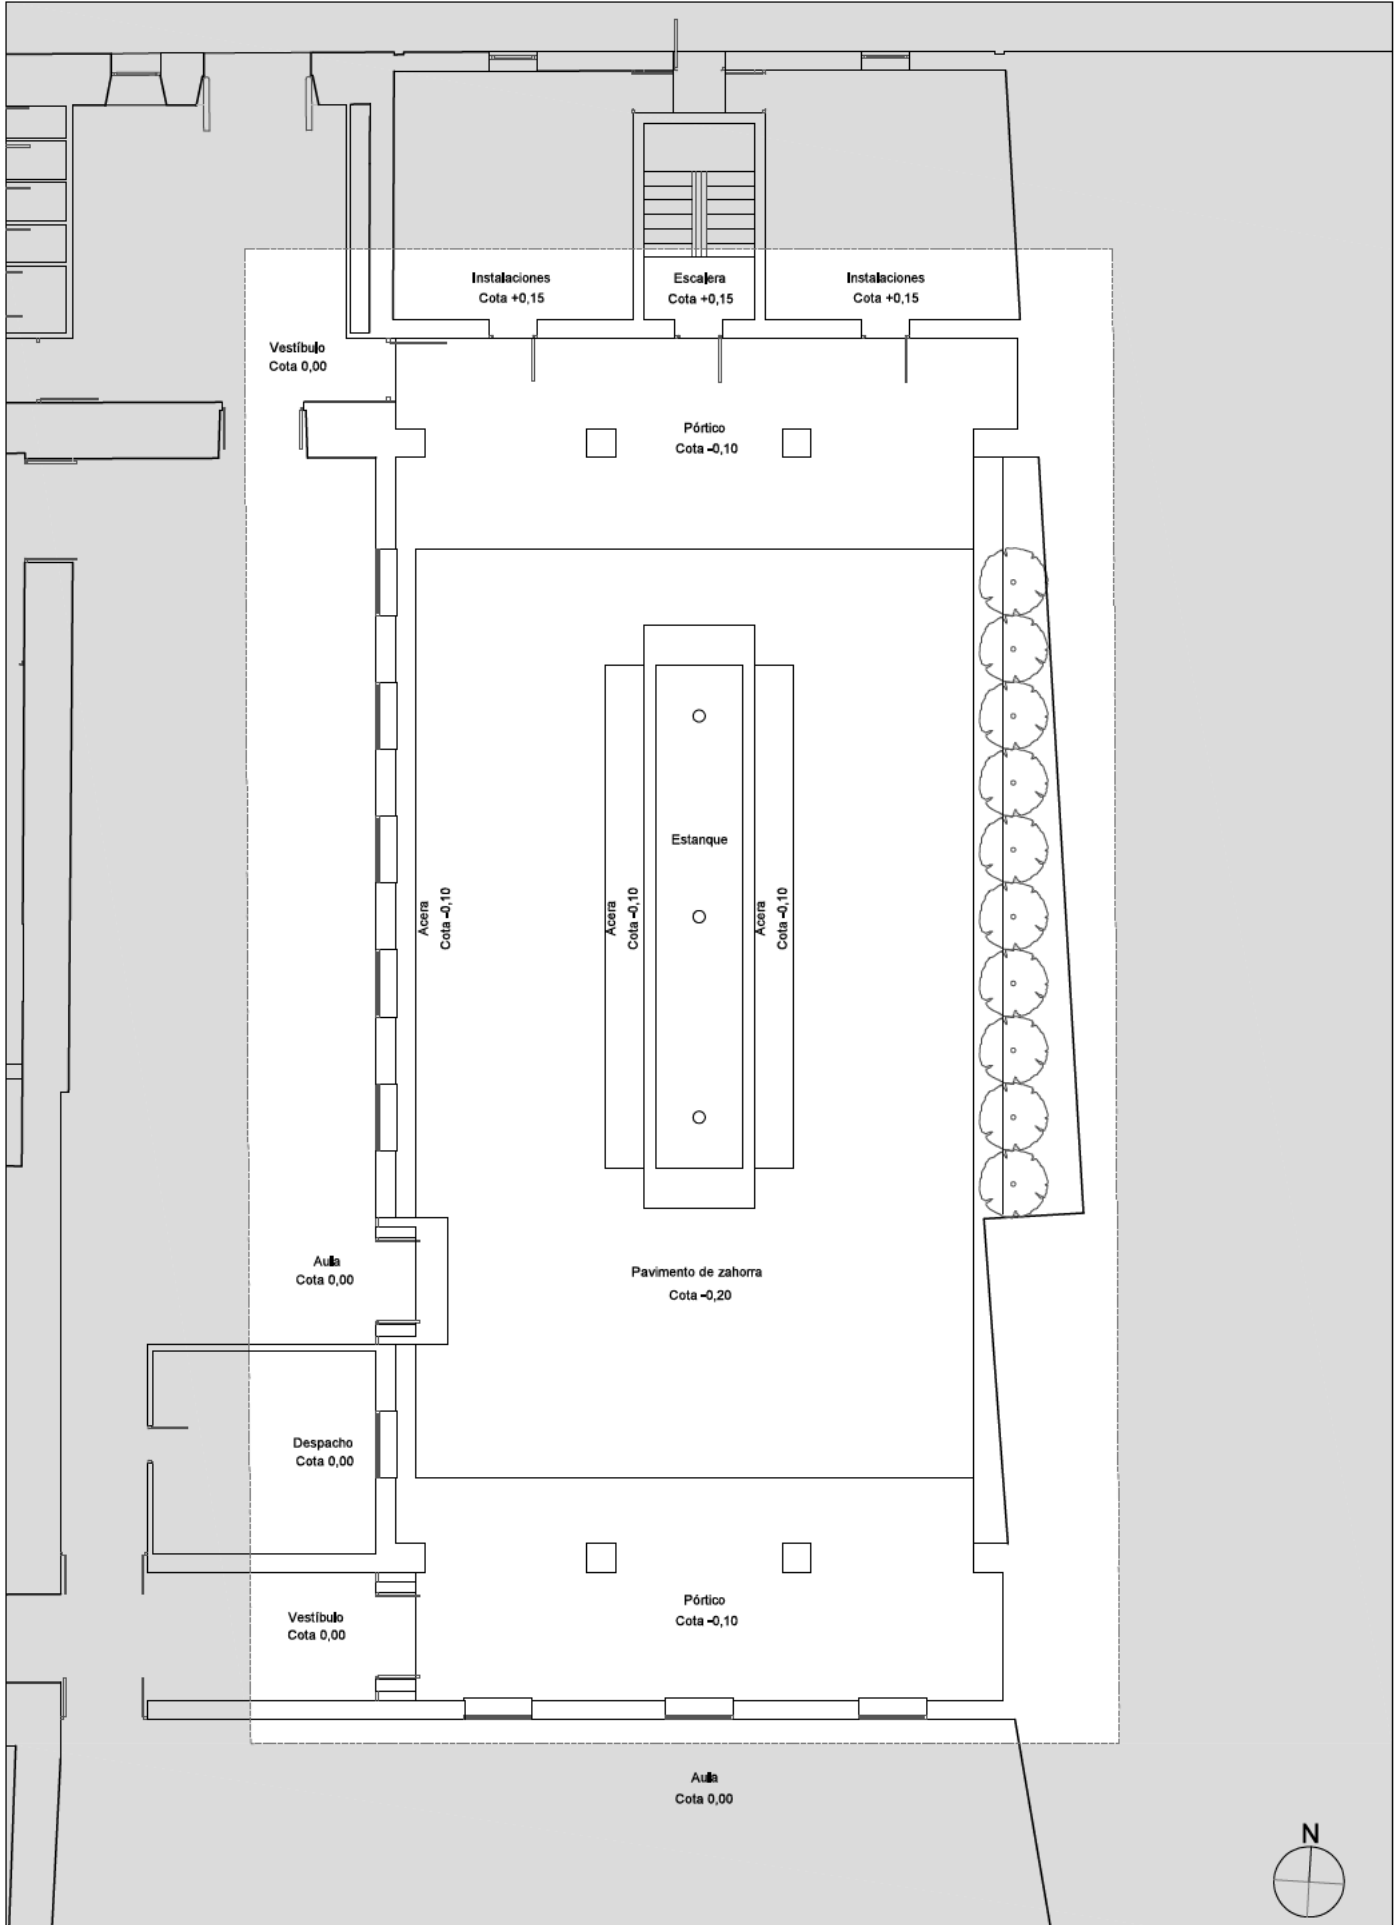 Instalaciones
Cota +0,15
Escalera
Cota +0,15
Instalaciones
Cota +0,15
Vestíbulo
Cota 0,00
Pórtico
Cota -0,10
Estanque
Acera
Cota -0,10
Acera
Cota -0,10
Acera
Cota -0,10
Aula
Cota 0,00
Pavimento de zahorra
Cota -0,20
Despacho
Cota 0,00
Vestíbulo
Cota 0,00
Pórtico
Cota -0,10
Aula
Cota 0,00
N